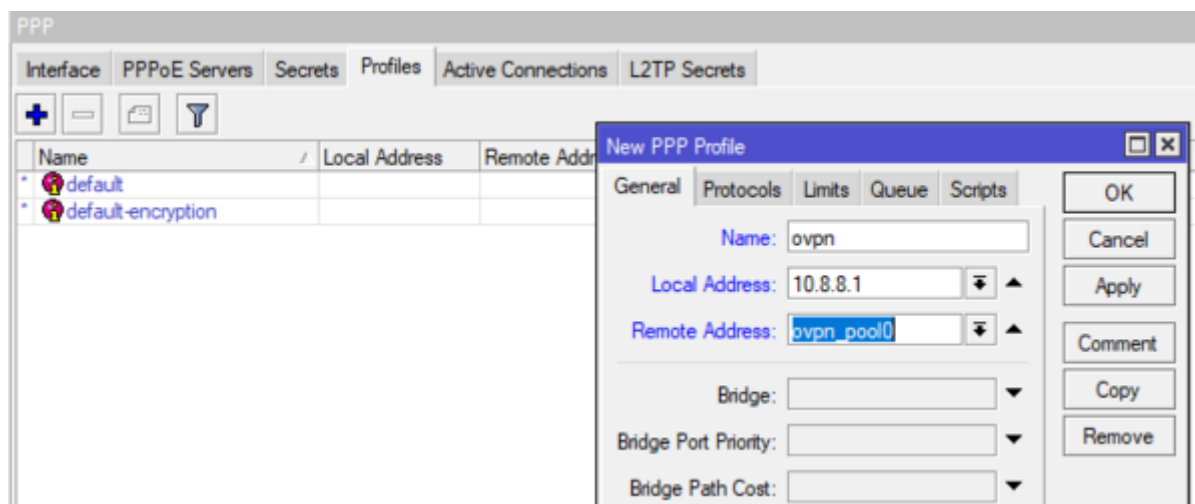 PPP
Interface PPPoE Servers Secrets Profiles Active Connections L2TP Secrets
Name Local Address Remote Addr
* default
* default-encryption
New PPP Profile
General Protocols Limits Queue Scripts
Name: ovpn
Local Address: 10.8.8.1
Remote Address: ovpn_pool0
Bridge:
Bridge Port Priority:
Bridge Path Cost:
OK
Cancel
Apply
Comment
Copy
Remove